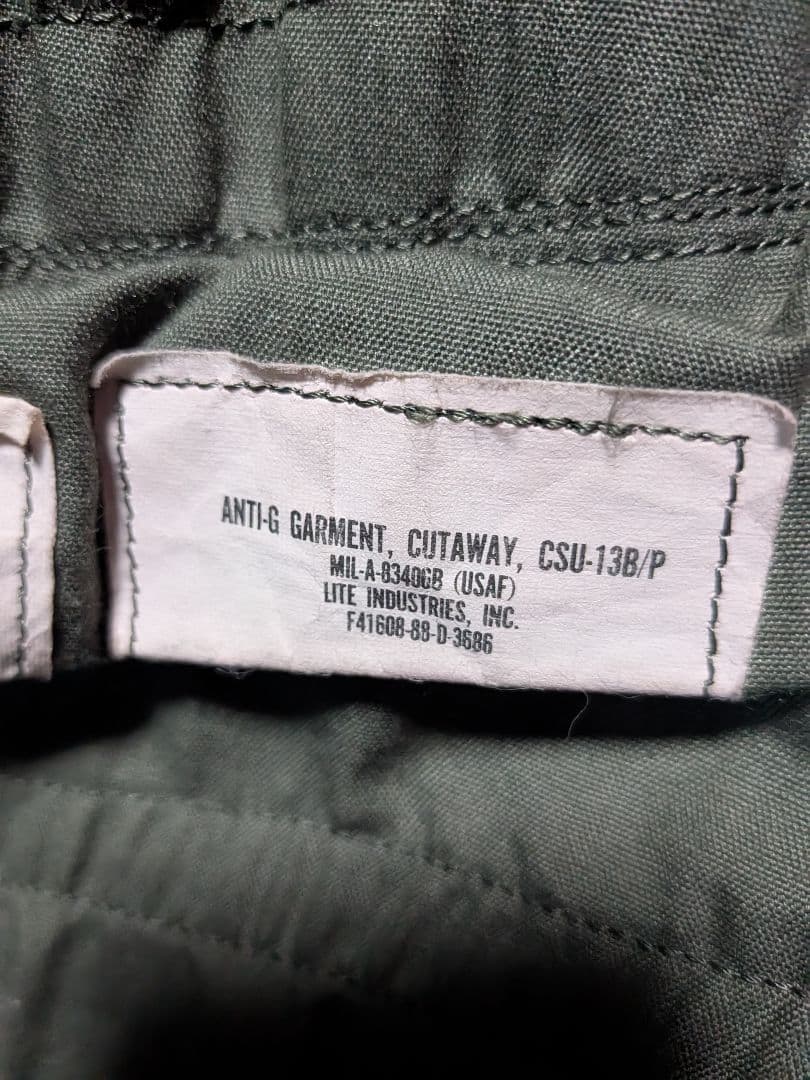 ANTI-G GARMENT, CUTAWAY, CSU-13B/P
MIL-A-83406B (USAF)
LITE INDUSTRIES, INC.
F41608-88-D-3686